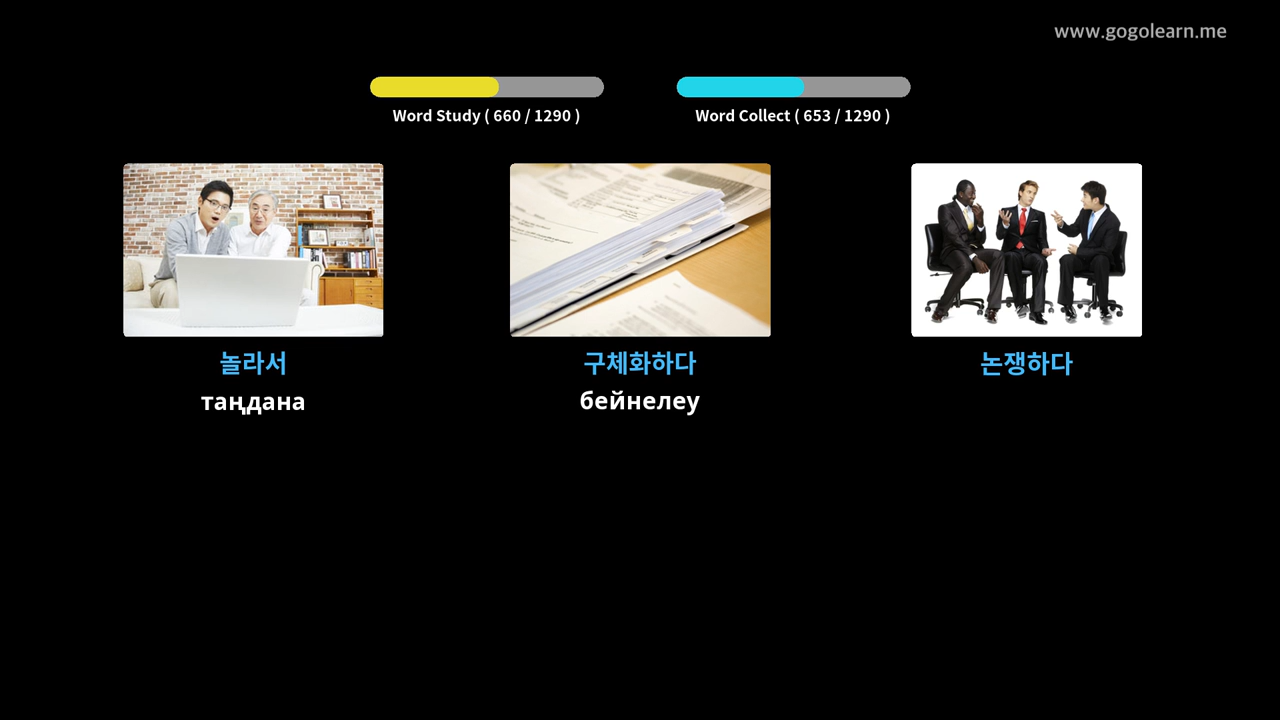 www.gogolearn.me
Word Study ( 660 / 1290 )
Word Collect ( 653 / 1290 )
놀라서
таңдана
구체화하다
бейнелеу
논쟁하다